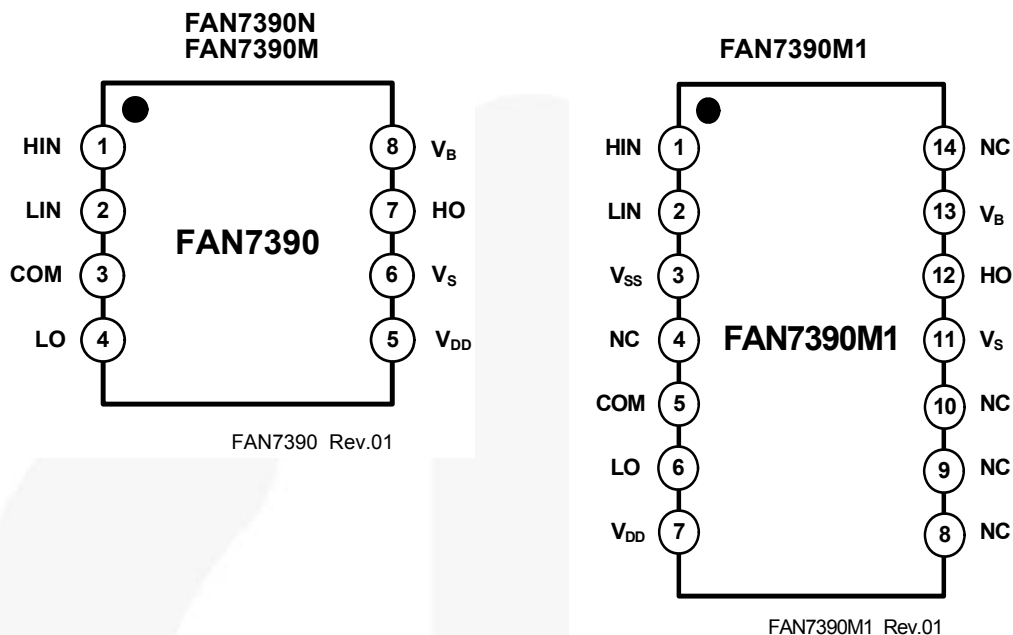 FAN7390N
FAN7390M
HIN 1
LIN 2
COM 3
LO 4
8 VB
7 HO
6 VS
5 VDD
FAN7390
FAN7390 Rev.01
FAN7390M1
HIN 1
LIN 2
VSS 3
NC 4
COM 5
LO 6
VDD 7
14 NC
13 VB
12 HO
11 VS
10 NC
9 NC
8 NC
FAN7390M1
FAN7390M1 Rev.01